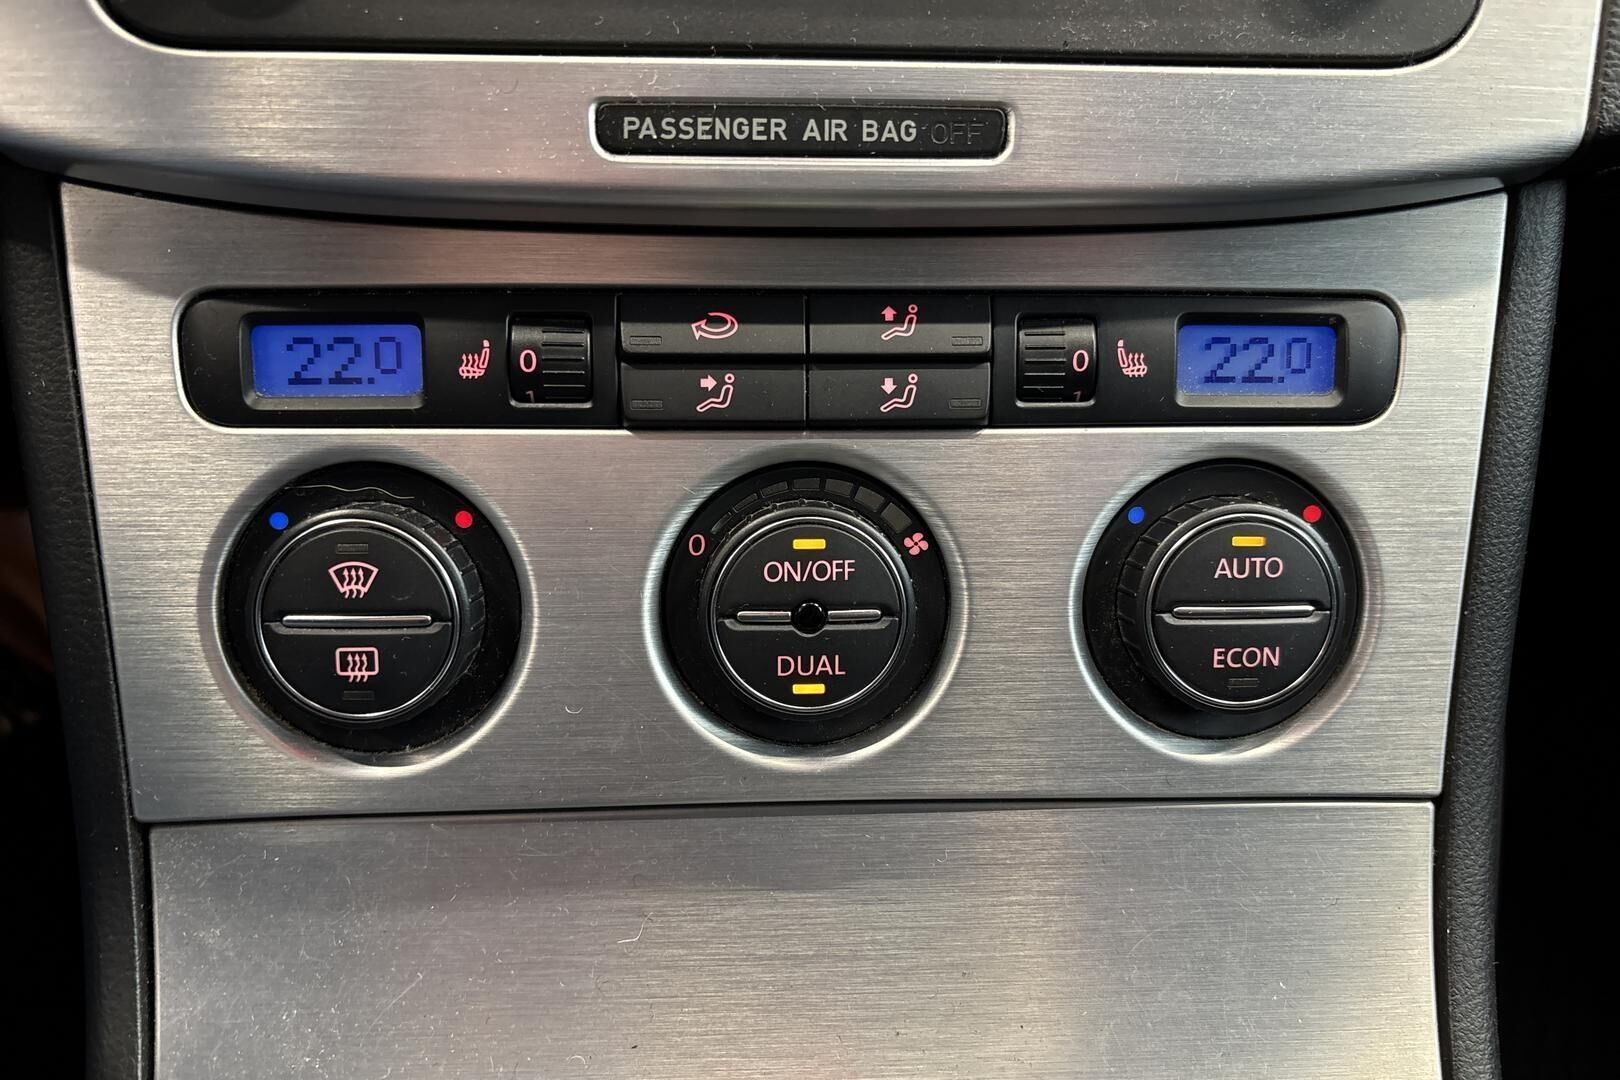 PASSENGER AIR BAG OFF
22.0
0
1
0
1
22.0
0
ON/OFF
DUAL
AUTO
ECON